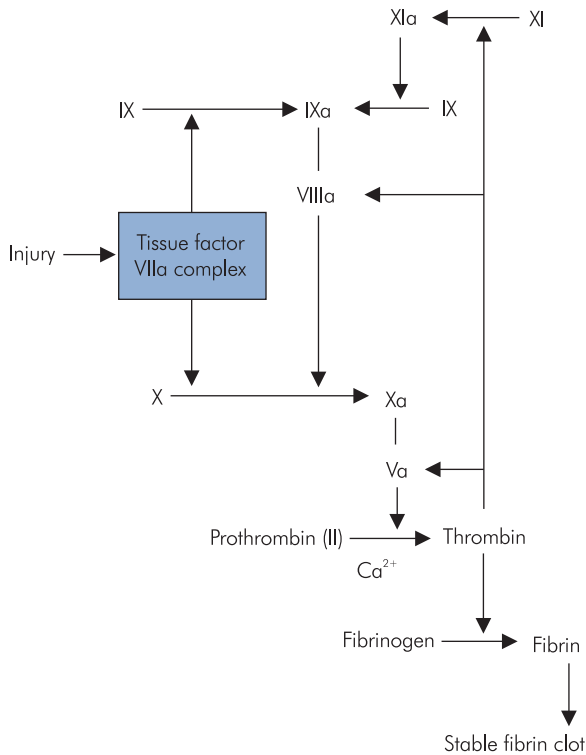 XIa
XI
IX
IXa
IX
VIIIa
Injury
Tissue factor
VIIa complex
X
Xa
Va
Prothrombin (II)
Thrombin
Ca²⁺
Fibrinogen
Fibrin
Stable fibrin clot